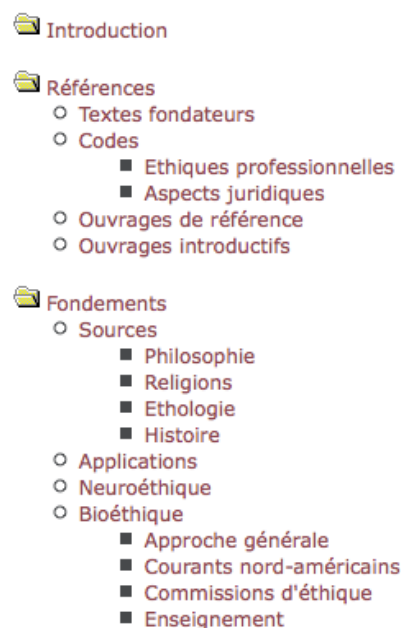 Introduction
Références
Textes fondateurs
Codes
Ethiques professionnelles
Aspects juridiques
Ouvrages de référence
Ouvrages introductifs
Fondements
Sources
Philosophie
Religions
Ethologie
Histoire
Applications
Neuroéthique
Bioéthique
Approche générale
Courants nord-américains
Commissions d'éthique
Enseignement